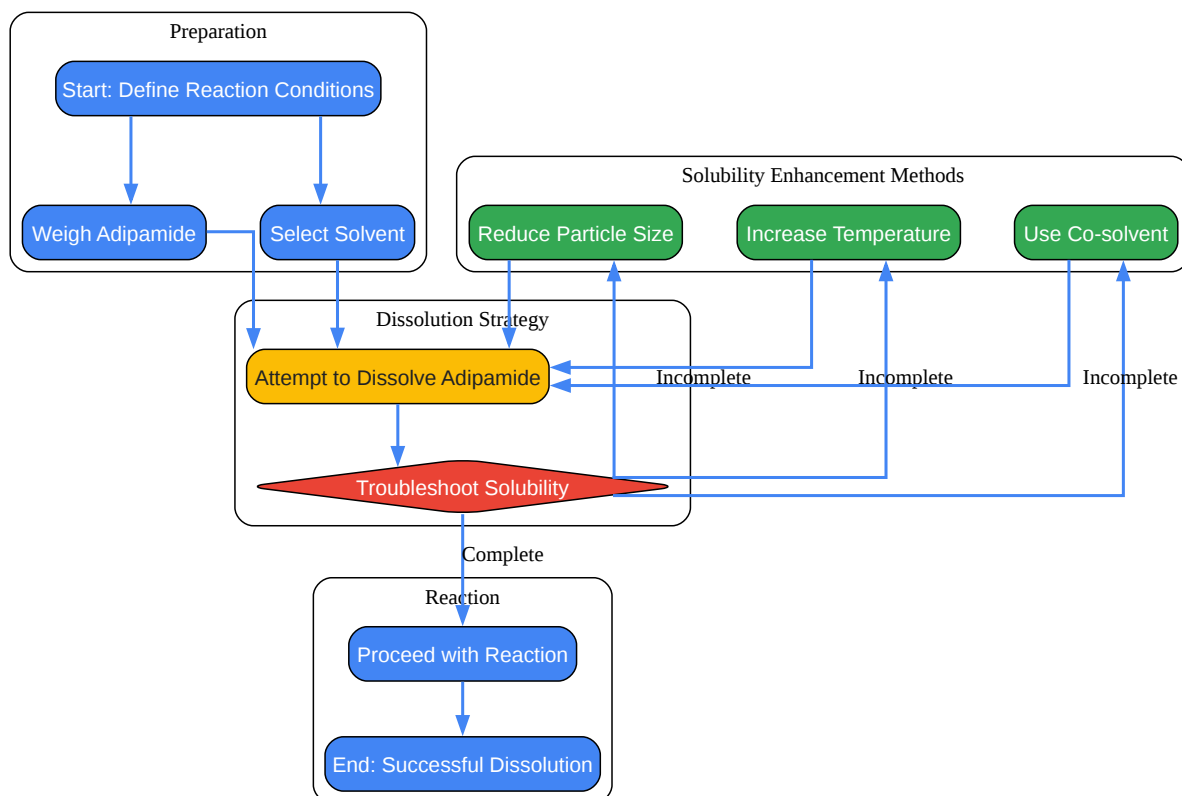 Preparation
Start: Define Reaction Conditions
Weigh Adipamide
Select Solvent
Solubility Enhancement Methods
Reduce Particle Size
Increase Temperature
Use Co-solvent
Dissolution Strategy
Attempt to Dissolve Adipamide
Incomplete
Incomplete
Incomplete
Troubleshoot Solubility
Complete
Reaction
Proceed with Reaction
End: Successful Dissolution